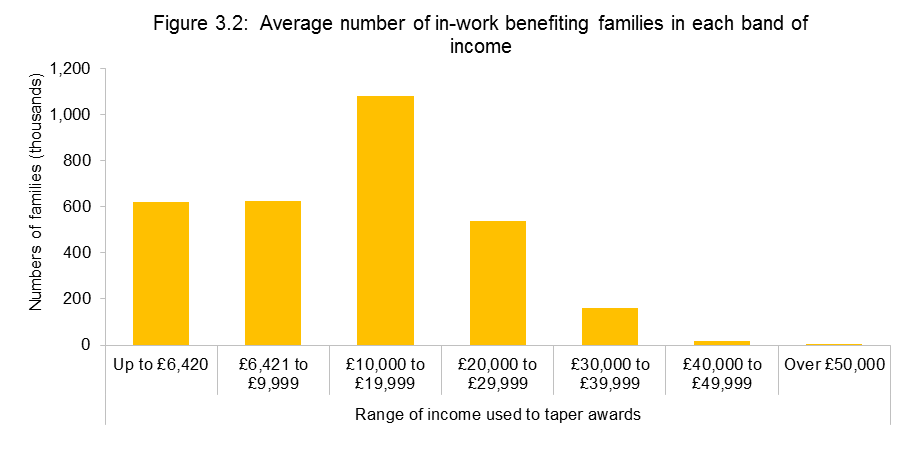 Figure 3.2: Average number of in-work benefiting families in each band of
income
Numbers of families (thousands)
1,200
1,000
800
600
400
200
0
Up to £6,420
£6,421 to
£9,999
£10,000 to
£19,999
£20,000 to
£29,999
£30,000 to
£39,999
£40,000 to
£49,999
Over £50,000
Range of income used to taper awards